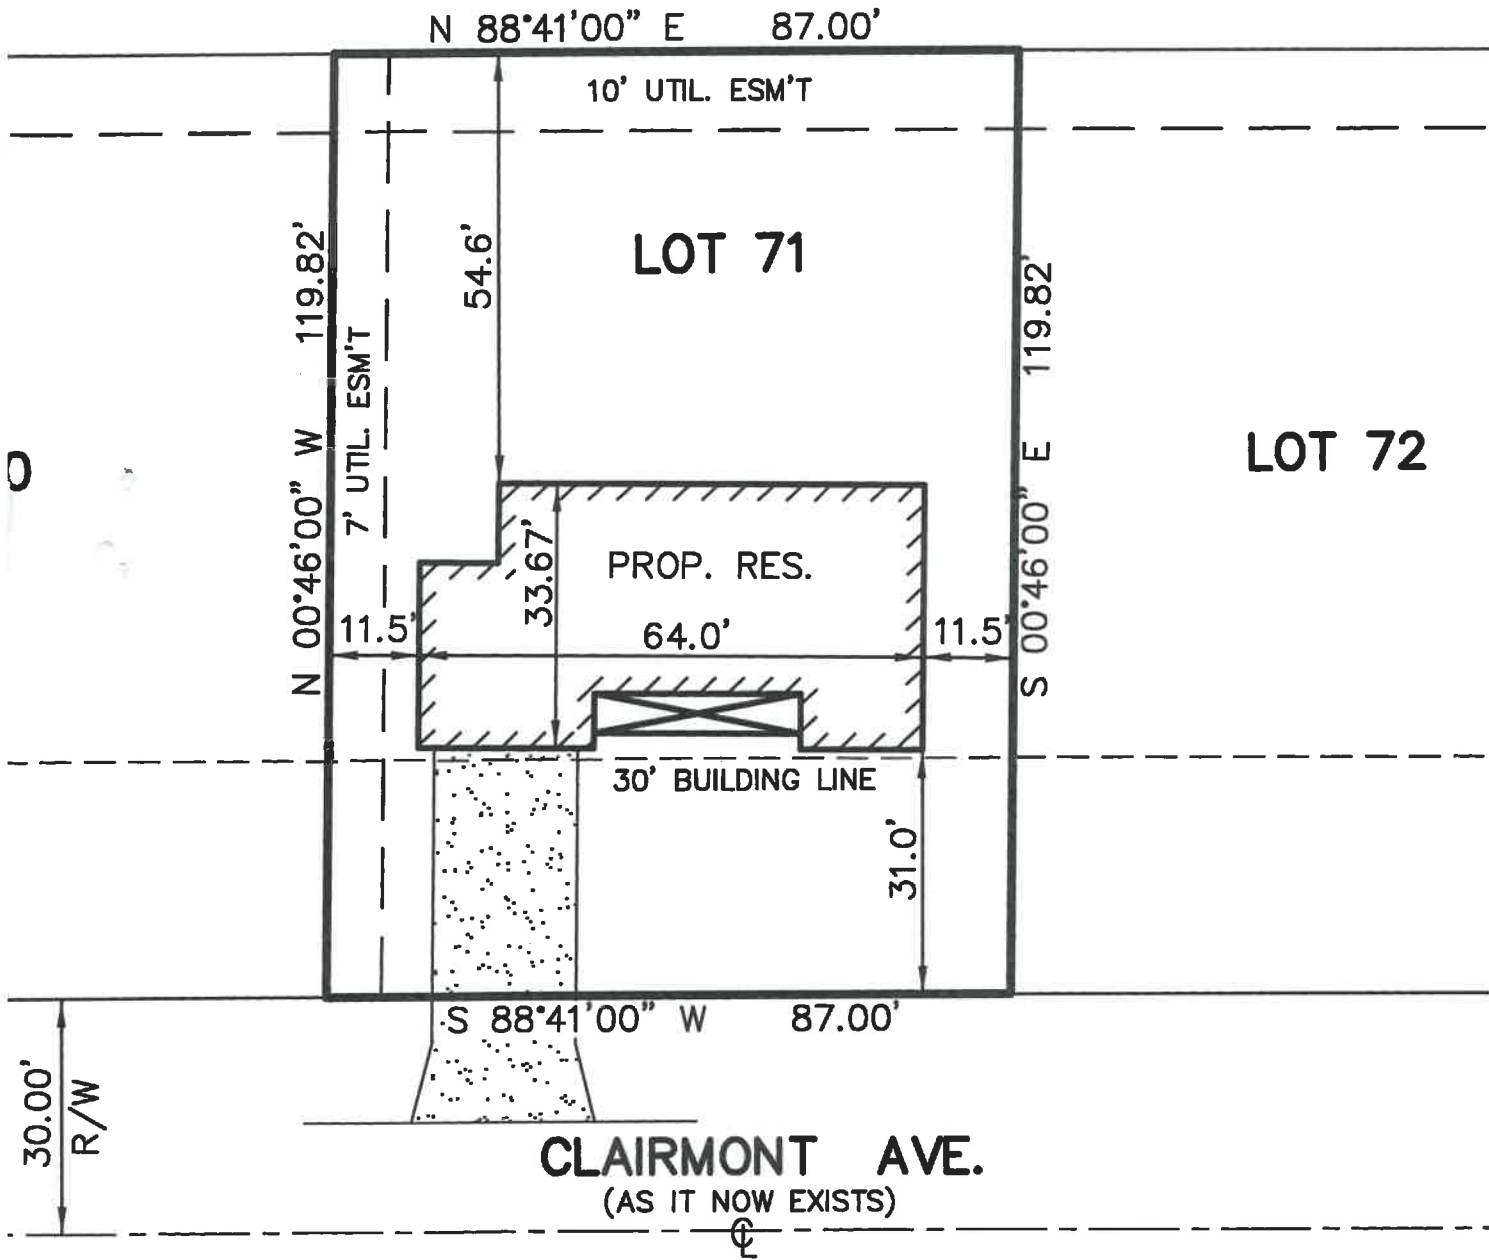 N 88°41'00" E 87.00'
10' UTIL. ESM'T
N 00°46'00" W 119.82'
7' UTIL. ESM'T
54.6'
LOT 71
S 00°46'00" E 119.82'
LOT 72
33.67'
PROP. RES.
11.5'
64.0'
11.5'
30' BUILDING LINE
31.0'
S 88°41'00" W 87.00'
30.00'
R/W
CLAIRMONT AVE.
(AS IT NOW EXISTS)
℄